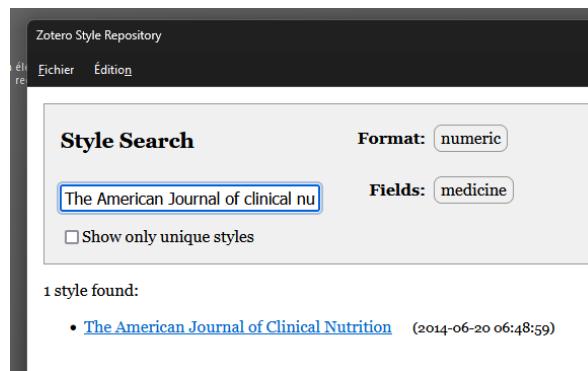 Zotero Style Repository
Fichier Édition
Style Search
Format: numeric
The American Journal of clinical nu
Fields: medicine
Show only unique styles
1 style found:
The American Journal of Clinical Nutrition (2014-06-20 06:48:59)